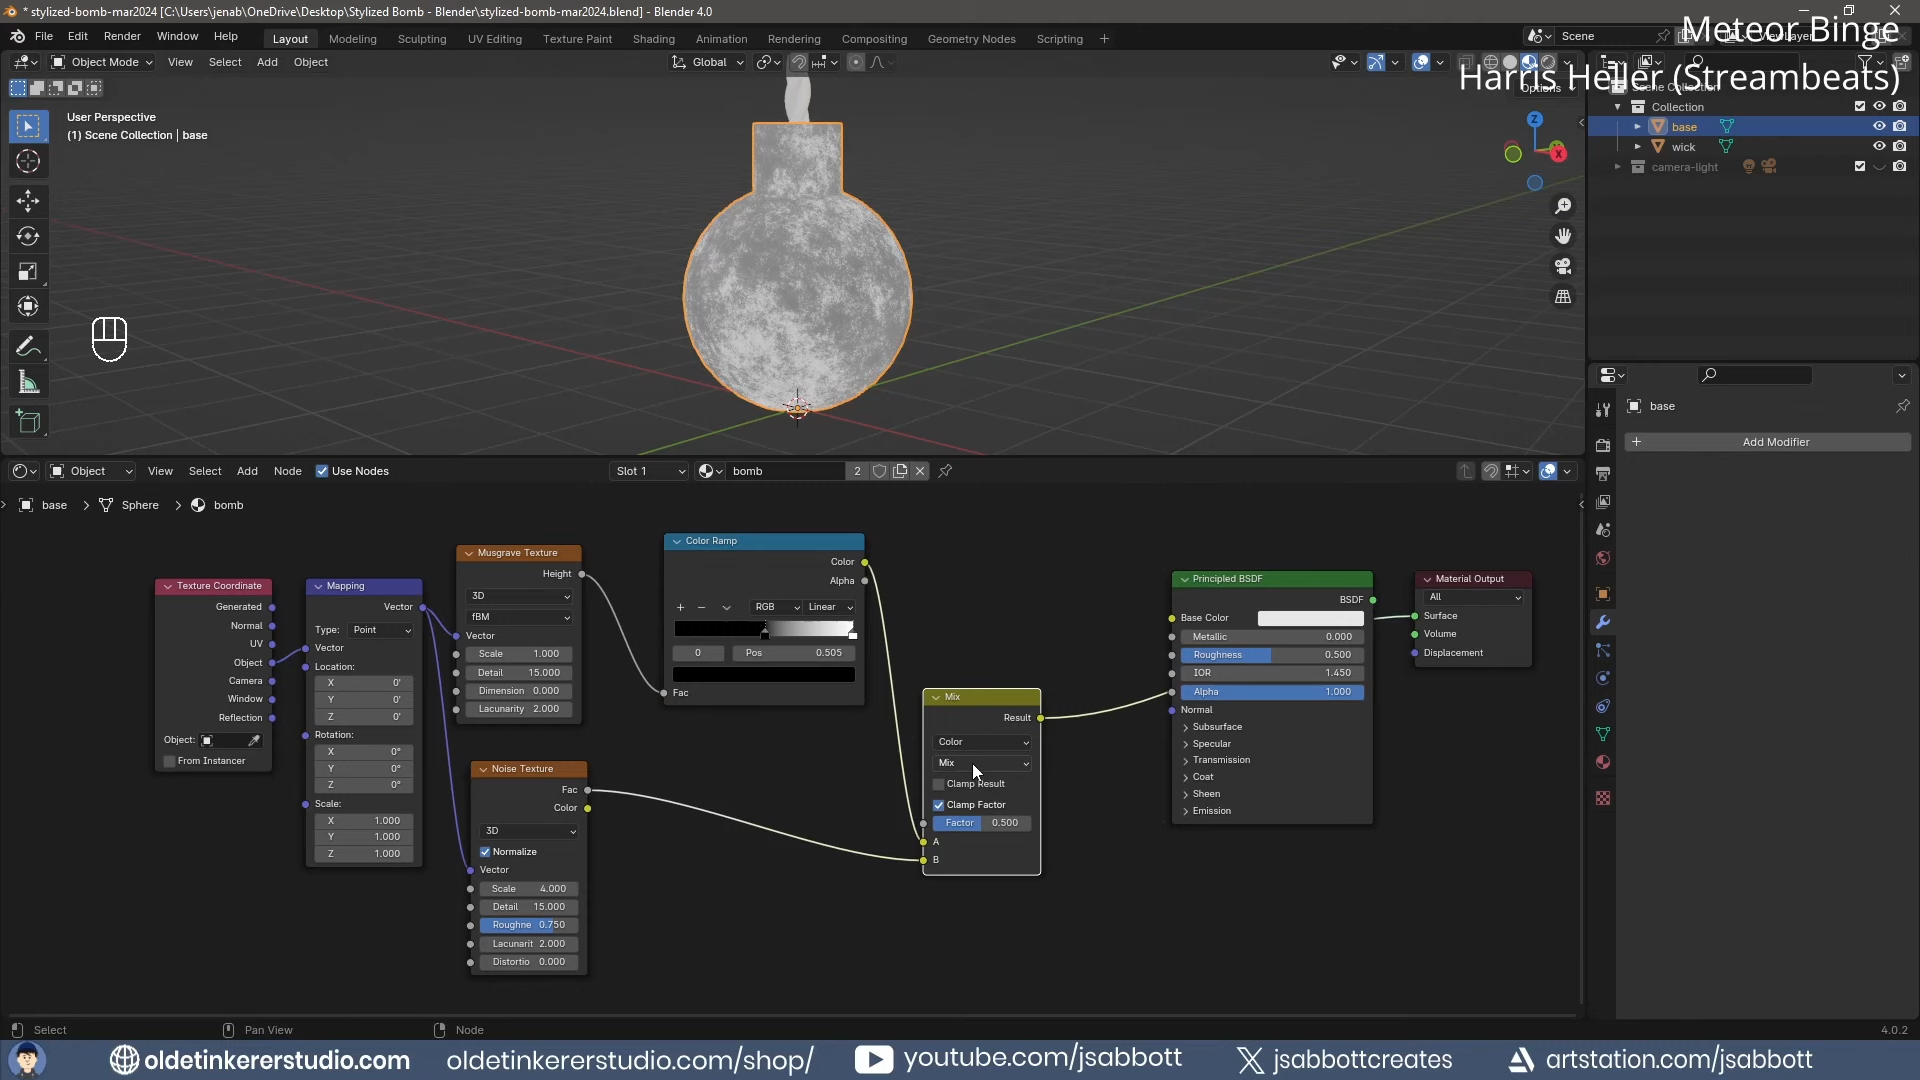 * stylized-bomb-mar2024 [C:\Users\jenab\OneDrive\Desktop\Stylized Bomb - Blender\stylized-bomb-mar2024.blend] - Blender 4.0
Meteor Binge
Harris Heller (Streambeats)
File Edit Render Window Help
Layout Modeling Sculpting UV Editing Texture Paint Shading Animation Rendering Compositing Geometry Nodes Scripting +
Scene
Object Mode View Select Add Object
Global
Options
User Perspective
(1) Scene Collection | base
Scene Collection
Collection
base
wick
camera-light
Z
X
base
+ Add Modifier
Object View Select Add Node Use Nodes
Slot 1
bomb
2
base > Sphere > bomb
Texture Coordinate
Generated
Normal
UV
Object
Camera
Window
Reflection
Object:
From Instancer
Mapping
Vector
Type: Point
Vector
Location:
X 0'
Y 0'
Z 0'
Rotation:
X 0°
Y 0°
Z 0°
Scale:
X 1.000
Y 1.000
Z 1.000
Musgrave Texture
Height
3D
fBM
Vector
Scale 1.000
Detail 15.000
Dimension 0.000
Lacunarity 2.000
Noise Texture
Fac
Color
3D
Normalize
Vector
Scale 4.000
Detail 15.000
Roughne 0.750
Lacunarit 2.000
Distortio 0.000
Color Ramp
Color
Alpha
+ − RGB Linear
0 Pos 0.505
Fac
Mix
Result
Color
Mix
Clamp Result
Clamp Factor
Factor 0.500
A
B
Principled BSDF
BSDF
Base Color
Metallic 0.000
Roughness 0.500
IOR 1.450
Alpha 1.000
Normal
Subsurface
Specular
Transmission
Coat
Sheen
Emission
Material Output
All
Surface
Volume
Displacement
Select Pan View Node
4.0.2
oldetinkererstudio.com oldetinkererstudio.com/shop/ youtube.com/jsabbott jsabbottcreates artstation.com/jsabbott